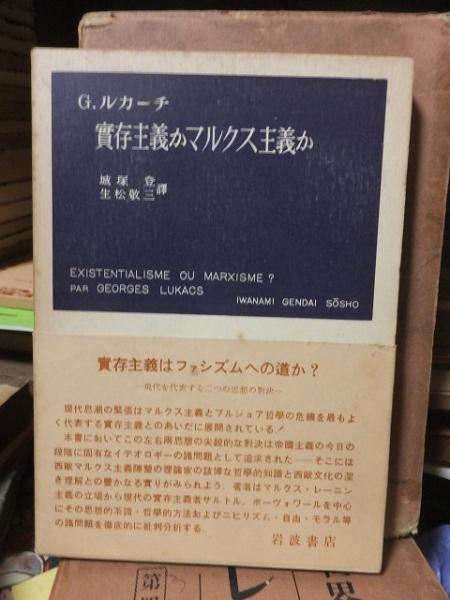 G.ルカーチ
實存主義かマルクス主義か
城塚 登
生松敬三 譯
EXISTENTIALISME OU MARXISME ?
PAR GEORGES LUKACS
IWANAMI GENDAI SŌSHO
實存主義はファシズムへの道か?
―現代を代表する二つの思想の對決―
現代思潮の緊張はマルクス主義とブルショア哲學の危機を最もよ
く代表する實存主義とのあいだに展開されている!
本書においてこの左右兩思想の尖鋭的な對決は帝國主義の今日の
段階に固有なイデオロギーの諸問題として追求された――そこには
西歐マルクス主義陣營の理論家の該博な哲學的知識と西歐文化の深
き理解との豐かなる實りがみられよう。著者はマルクス・レーニン
主義の立場から現代の實存主義者サルトル、ボーヴォワールを中心
にその思想的系譜・哲學的方法およびニヒリズム・自由・モラル等
の諸問題を徹底的に批判分析する.
岩波書店